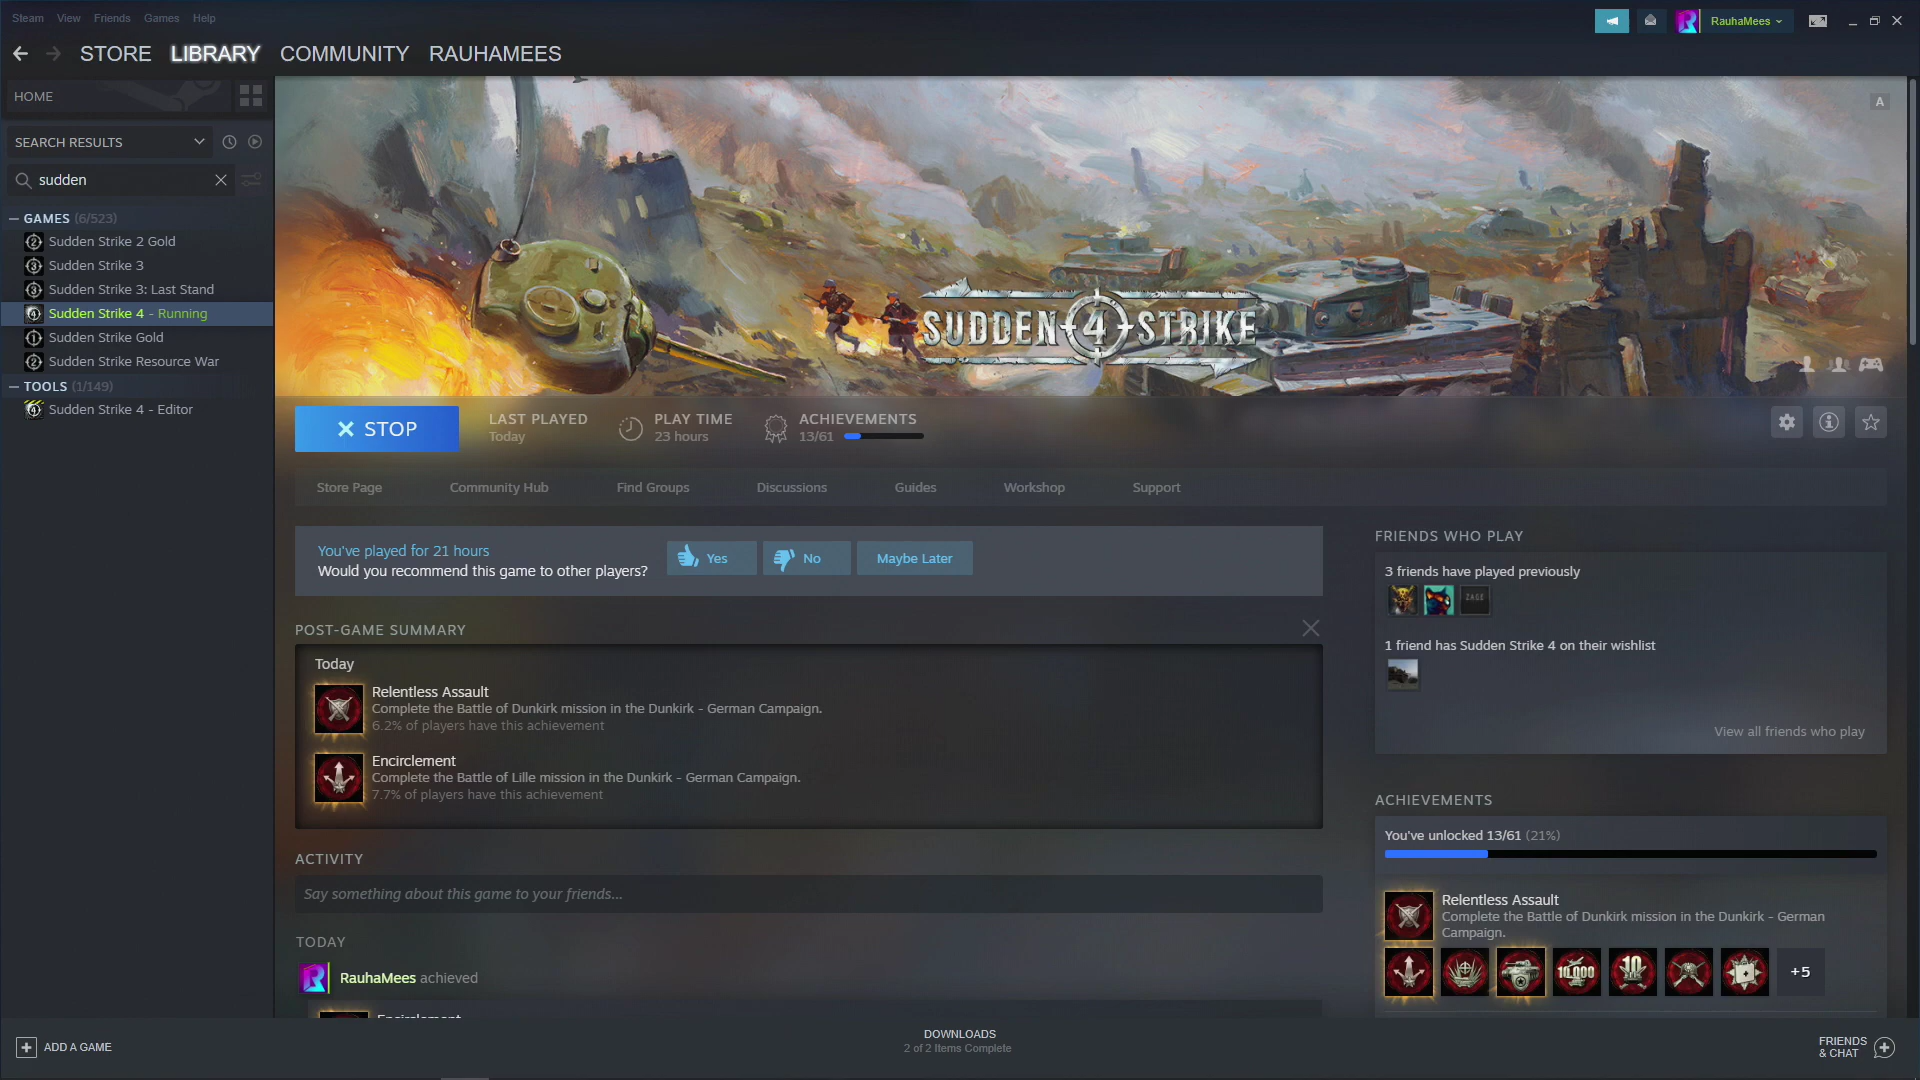 Steam View Friends Games Help
RauhaMees
STORE LIBRARY COMMUNITY RAUHAMEES
HOME
A
SEARCH RESULTS
sudden
GAMES (6/523)
Sudden Strike 2 Gold
Sudden Strike 3
Sudden Strike 3: Last Stand
Sudden Strike 4 - Running
Sudden Strike Gold
Sudden Strike Resource War
TOOLS (1/149)
Sudden Strike 4 - Editor
SUDDEN 4 STRIKE
STOP
LAST PLAYED
Today
PLAY TIME
23 hours
ACHIEVEMENTS
13/61
Store Page Community Hub Find Groups Discussions Guides Workshop Support
You've played for 21 hours
Would you recommend this game to other players?
Yes No Maybe Later
POST-GAME SUMMARY
Today
Relentless Assault
Complete the Battle of Dunkirk mission in the Dunkirk - German Campaign.
6.2% of players have this achievement
Encirclement
Complete the Battle of Lille mission in the Dunkirk - German Campaign.
7.7% of players have this achievement
ACTIVITY
Say something about this game to your friends...
TODAY
RauhaMees achieved
Encirclement
FRIENDS WHO PLAY
3 friends have played previously
ZAGE
1 friend has Sudden Strike 4 on their wishlist
View all friends who play
ACHIEVEMENTS
You've unlocked 13/61 (21%)
Relentless Assault
Complete the Battle of Dunkirk mission in the Dunkirk - German
Campaign.
10.000
10
+5
ADD A GAME
DOWNLOADS
2 of 2 Items Complete
FRIENDS
& CHAT